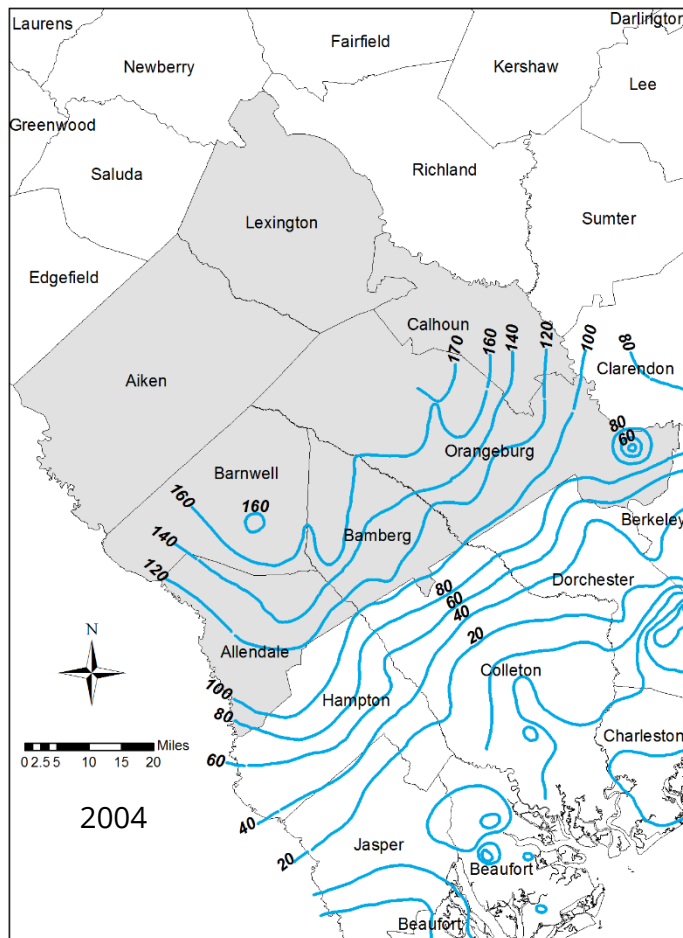 Laurens
Darlington
Fairfield
Newberry
Kershaw
Lee
Greenwood
Saluda
Richland
Sumter
Lexington
Edgefield
Calhoun
170
160
140
120
100
80
Clarendon
Aiken
80
60
Orangeburg
Barnwell
160
160
Berkeley
140
Bamberg
120
80
60
40
20
Dorchester
Allendale
N
Colleton
100
Hampton
80
Charleston
60
Miles
0 2.5 5 10 15 20
2004
40
20
Jasper
Beaufort
Beaufort